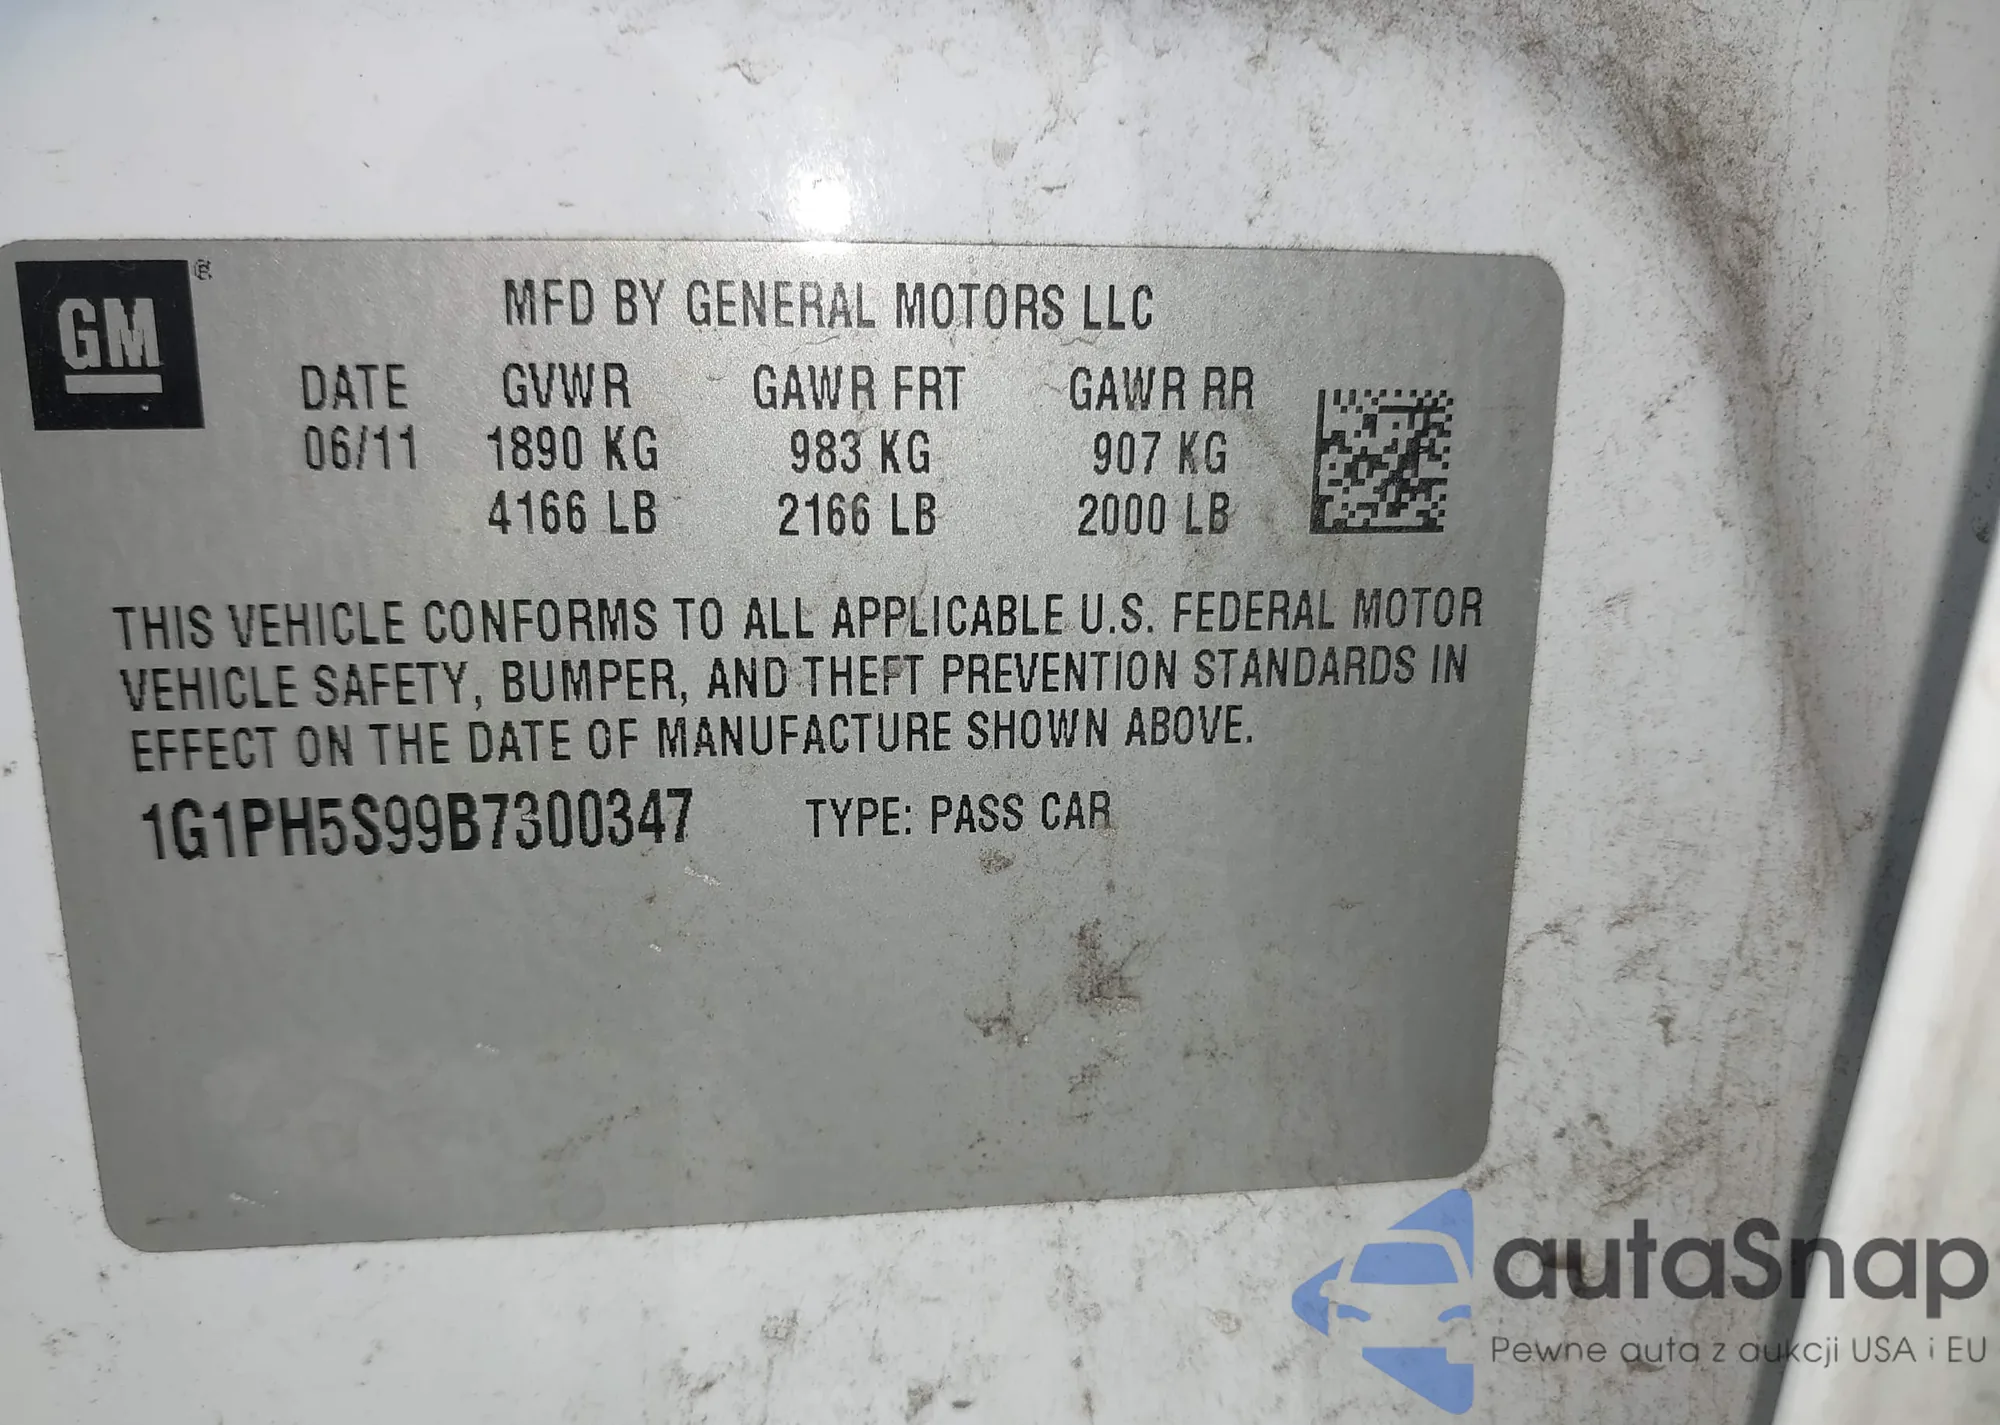 GM ®
MFD BY GENERAL MOTORS LLC
DATE GVWR GAWR FRT GAWR RR
06/11 1890 KG 983 KG 907 KG
4166 LB 2166 LB 2000 LB
THIS VEHICLE CONFORMS TO ALL APPLICABLE U.S. FEDERAL MOTOR
VEHICLE SAFETY, BUMPER, AND THEFT PREVENTION STANDARDS IN
EFFECT ON THE DATE OF MANUFACTURE SHOWN ABOVE.
1G1PH5S99B7300347 TYPE: PASS CAR
autaSnap
Pewne auta z aukcji USA i EU